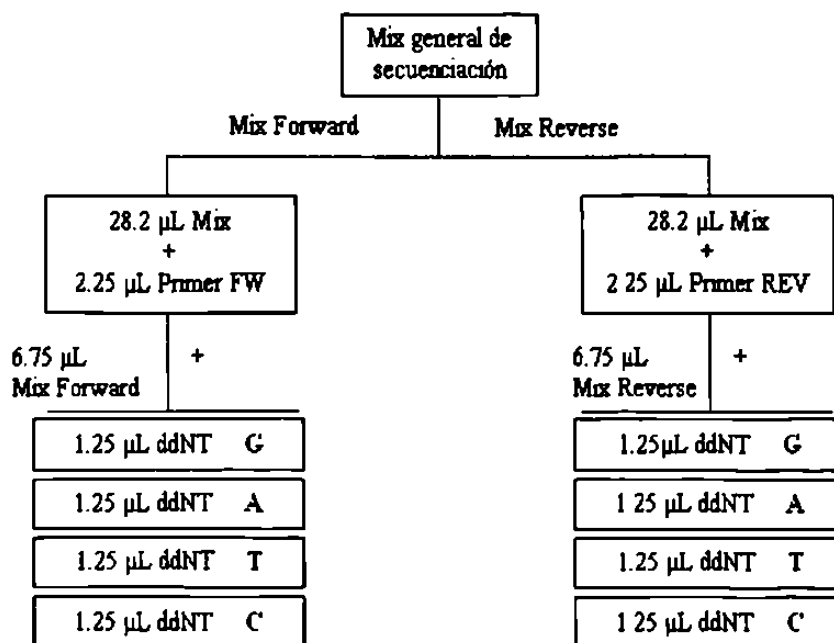 Mix general de
secuenciación
Mix Forward Mix Reverse
28.2 µL Mix
+
2.25 µL Primer FW
28.2 µL Mix
+
2 25 µL Primer REV
6.75 µL +
Mix Forward
6.75 µL +
Mix Reverse
1.25 µL ddNT G
1.25 µL ddNT A
1.25 µL ddNT T
1.25 µL ddNT C
1.25µL ddNT G
1 25 µL ddNT A
1.25 µL ddNT T
1 25 µL ddNT C